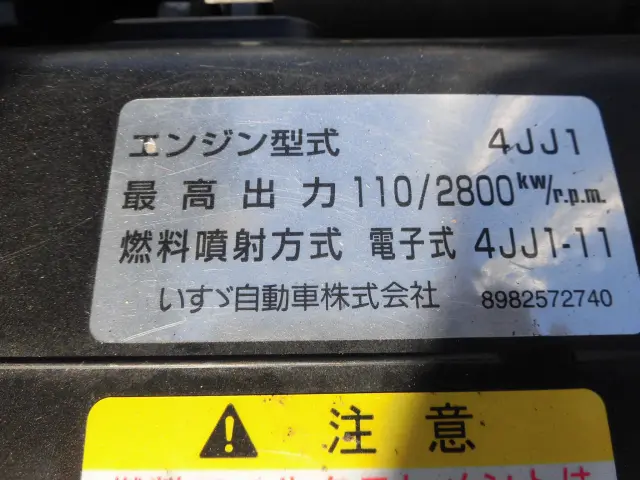 エンジン型式 4JJ1
最高出力 110/2800kw/r.p.m.
燃料噴射方式 電子式 4JJ1-11
いすゞ自動車株式会社 8982572740
注意